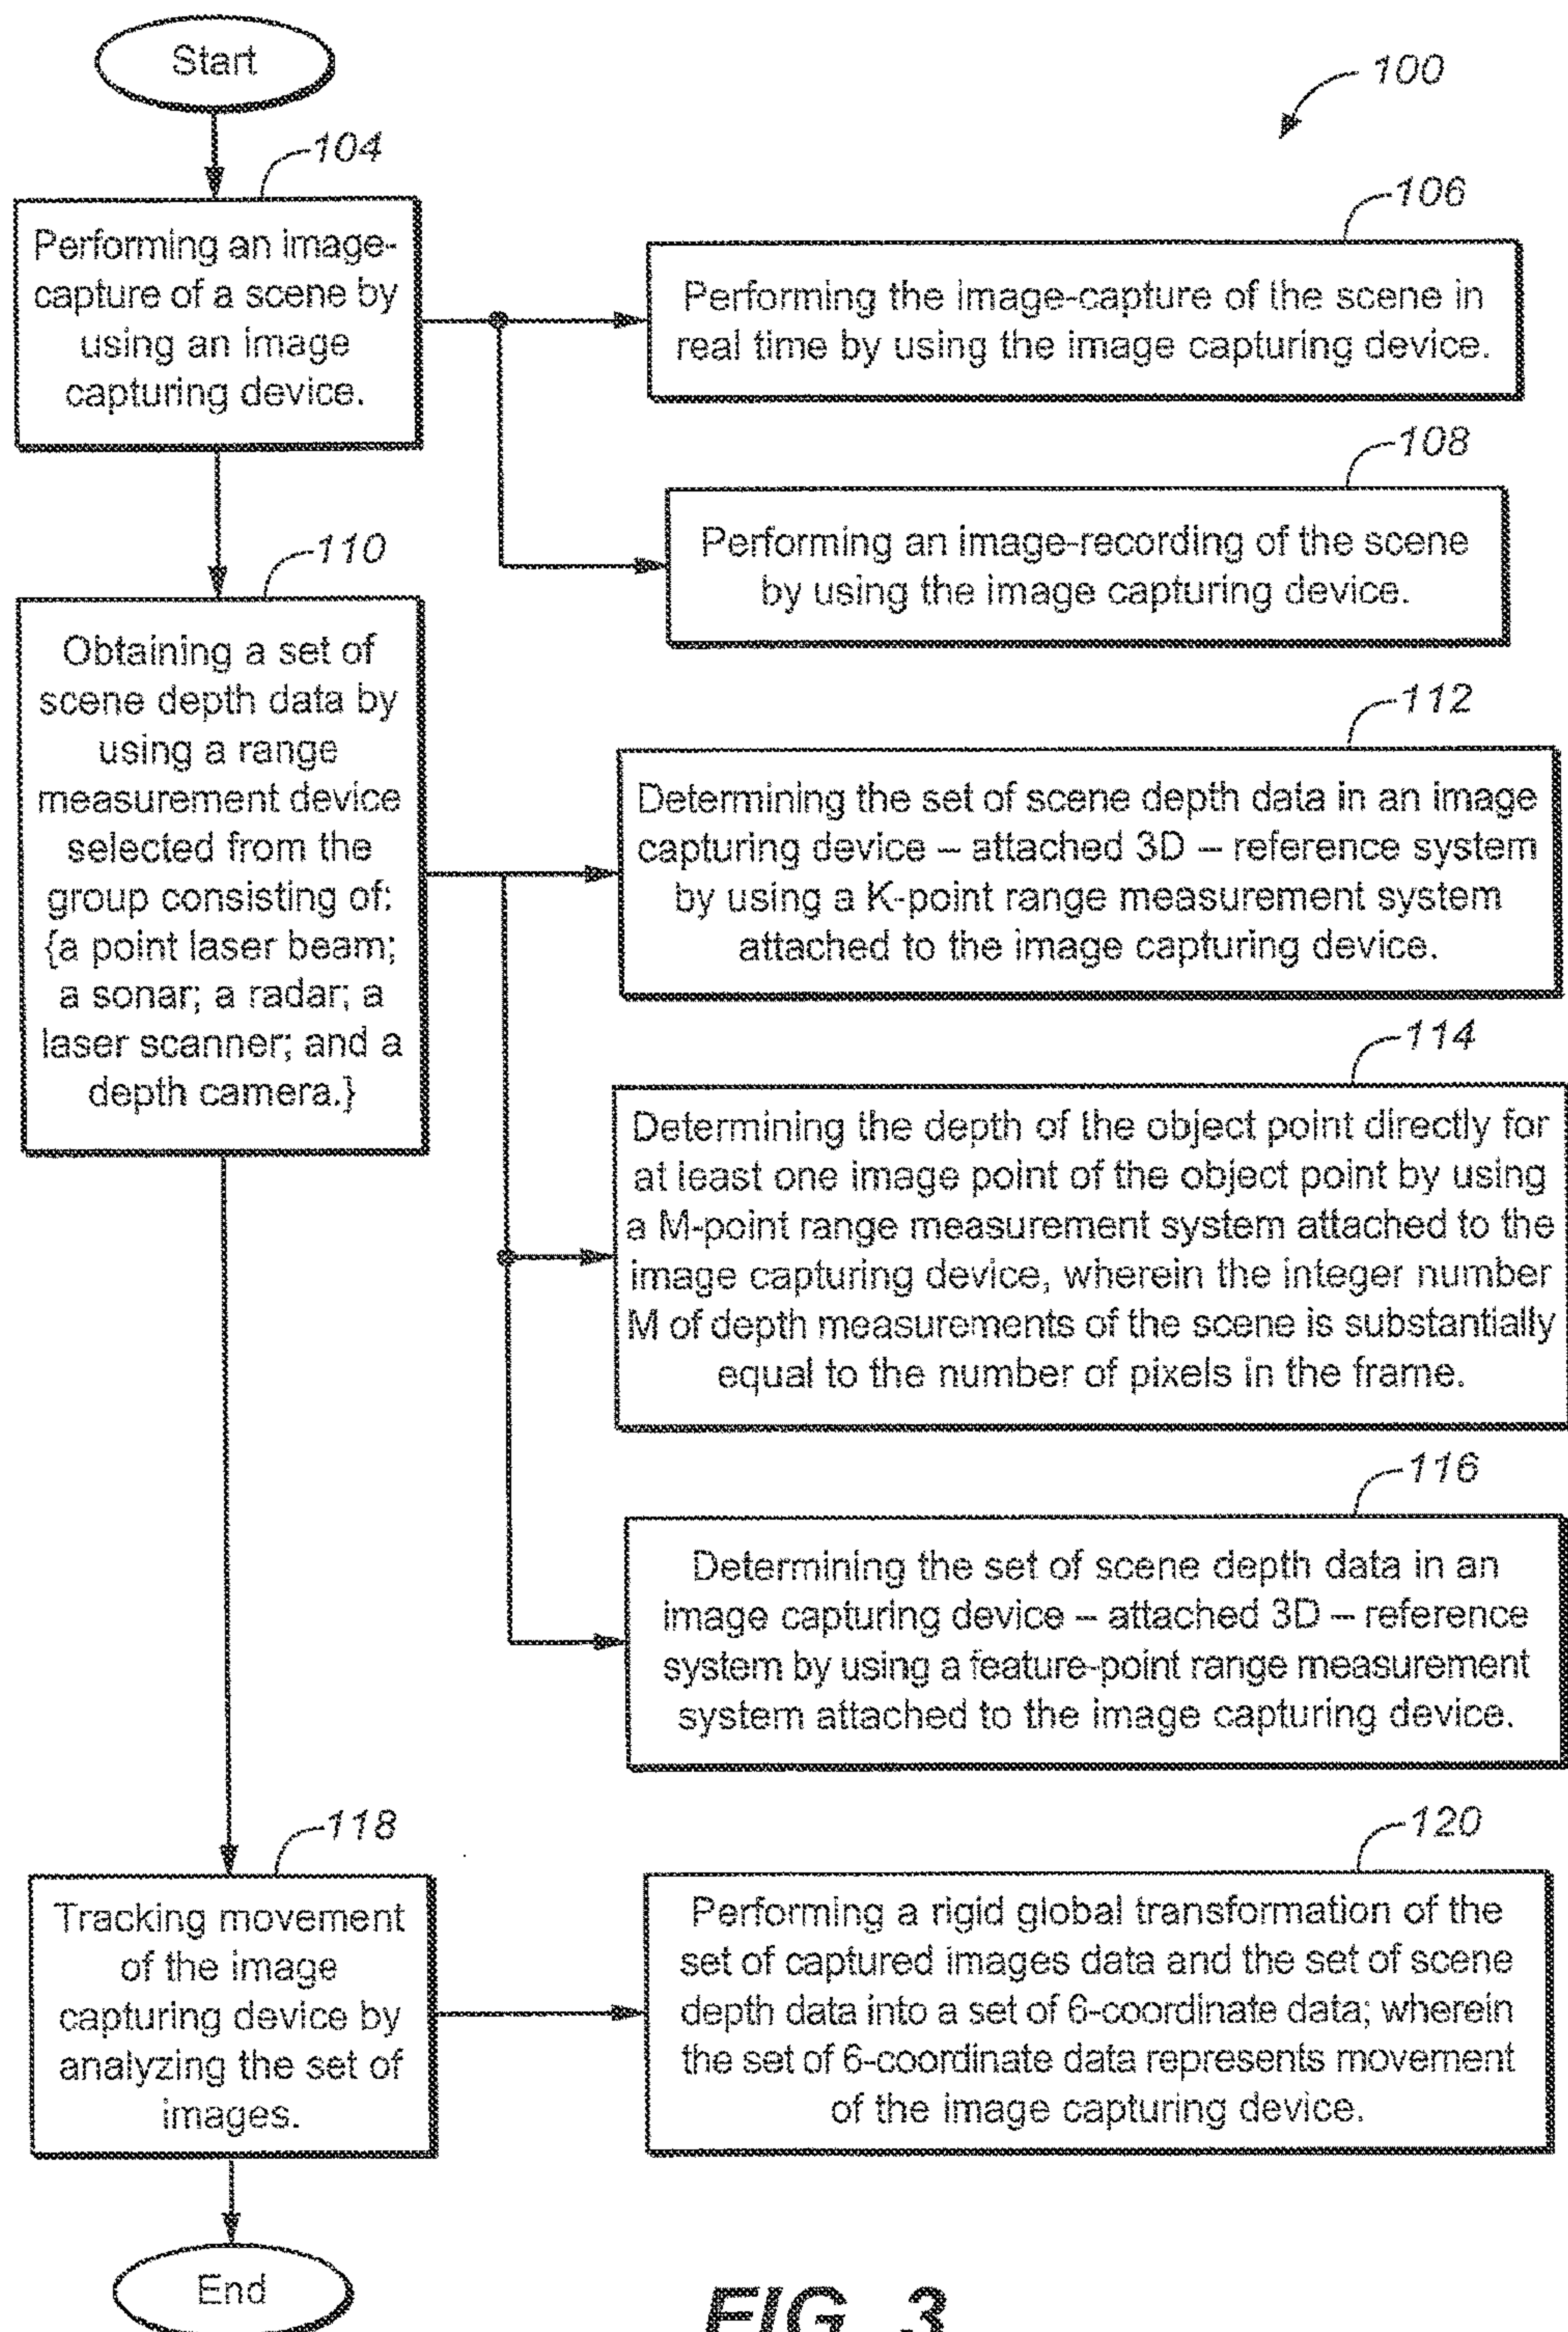 Start
100
104
Performing an image-
capture of a scene by
using an image
capturing device.
106
Performing the image-capture of the scene in
real time by using the image capturing device.
108
Performing an image-recording of the scene
by using the image capturing device.
110
Obtaining a set of
scene depth data by
using a range
measurement device
selected from the
group consisting of:
{a point laser beam;
a sonar; a radar; a
laser scanner; and a
depth camera.}
112
Determining the set of scene depth data in an image
capturing device – attached 3D – reference system
by using a K-point range measurement system
attached to the image capturing device.
114
Determining the depth of the object point directly for
at least one image point of the object point by using
a M-point range measurement system attached to the
image capturing device, wherein the integer number
M of depth measurements of the scene is substantially
equal to the number of pixels in the frame.
116
Determining the set of scene depth data in an
image capturing device – attached 3D – reference
system by using a feature-point range measurement
system attached to the image capturing device.
118
Tracking movement
of the image
capturing device by
analyzing the set of
images.
120
Performing a rigid global transformation of the
set of captured images data and the set of scene
depth data into a set of 6-coordinate data; wherein
the set of 6-coordinate data represents movement
of the image capturing device.
End
FIG. 3